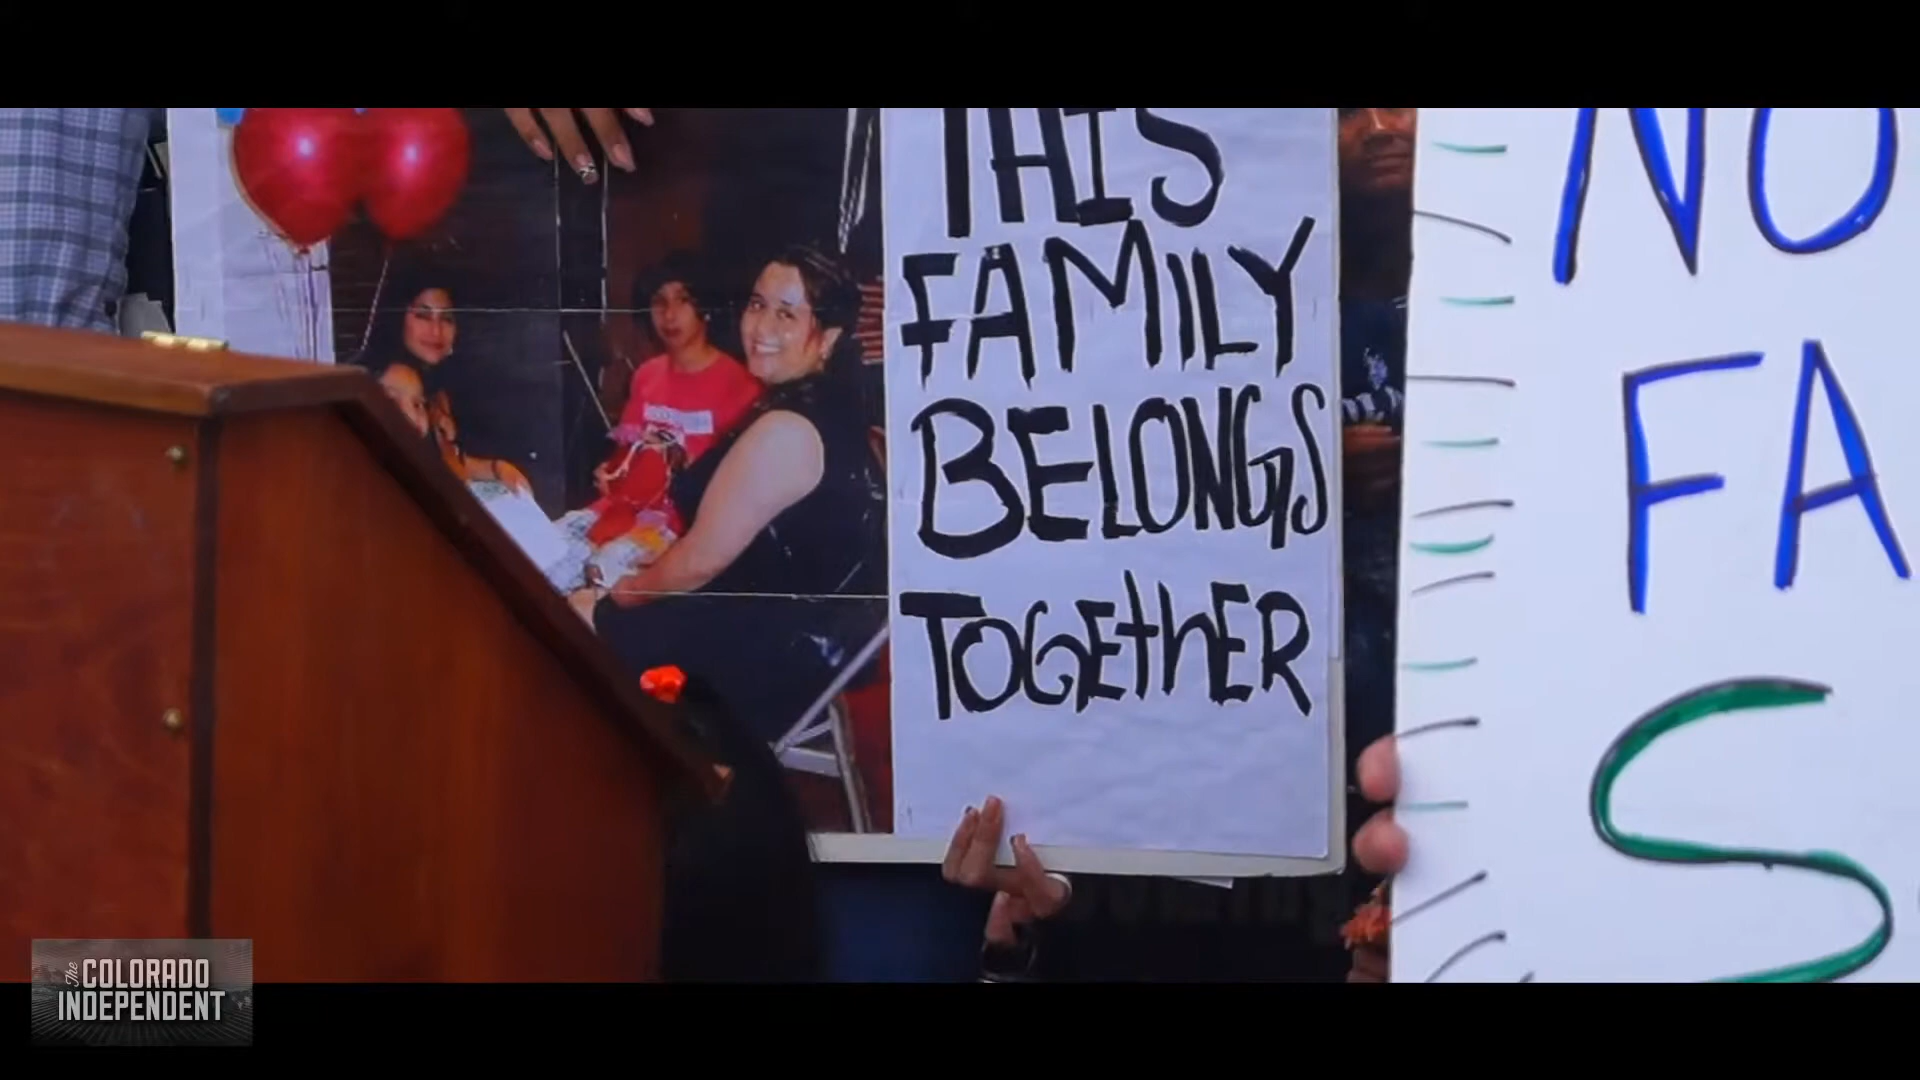 THIS
FAMILY
BELONGS
TOGEthER
NO
FA
S
The
COLORADO
INDEPENDENT